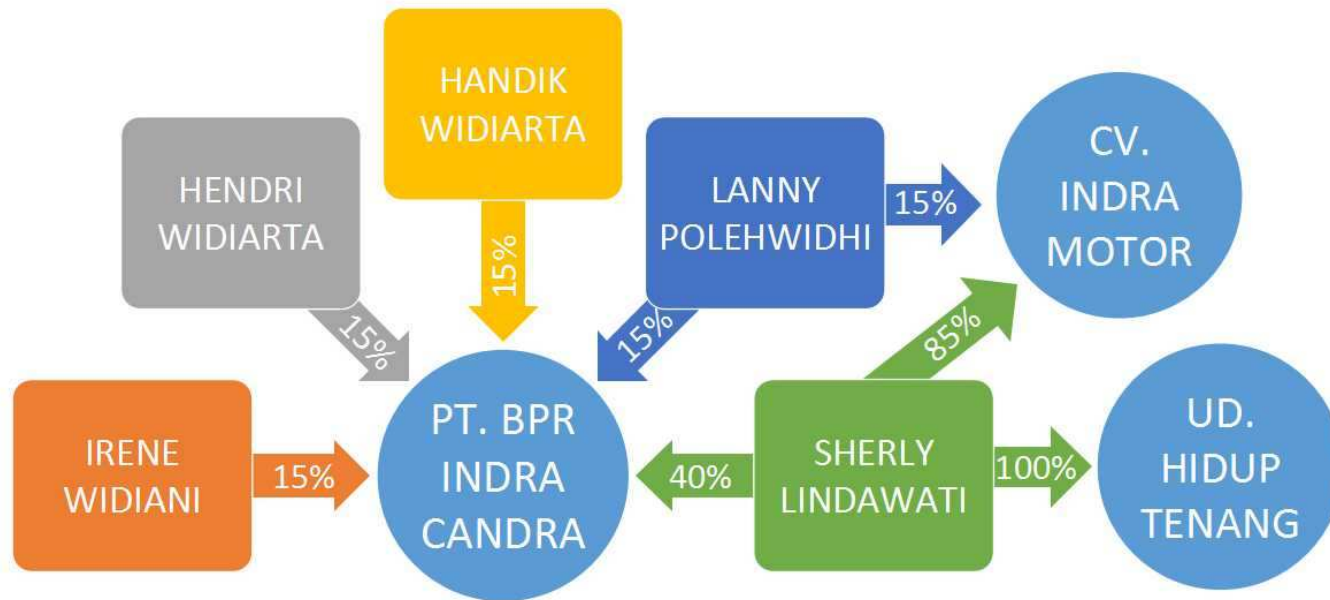 HANDIK
WIDIARTA
HENDRI
WIDIARTA
LANNY
POLEHWIDHI
15%
CV.
INDRA
MOTOR
15%
15%
15%
85%
IRENE
WIDIANI
15%
PT. BPR
INDRA
CANDRA
40%
SHERLY
LINDAWATI
100%
UD.
HIDUP
TENANG